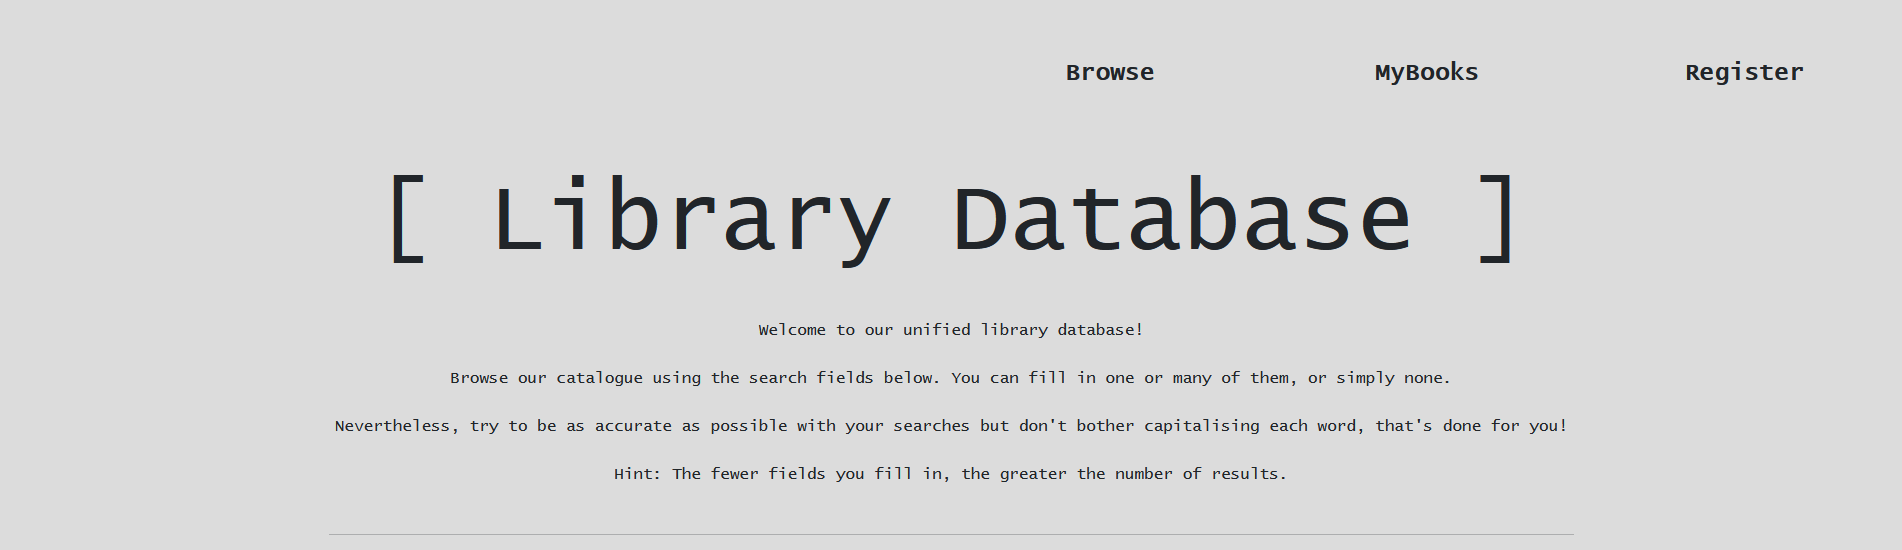 Browse MyBooks Register
[ Library Database ]
Welcome to our unified library database!
Browse our catalogue using the search fields below. You can fill in one or many of them, or simply none.
Nevertheless, try to be as accurate as possible with your searches but don't bother capitalising each word, that's done for you!
Hint: The fewer fields you fill in, the greater the number of results.